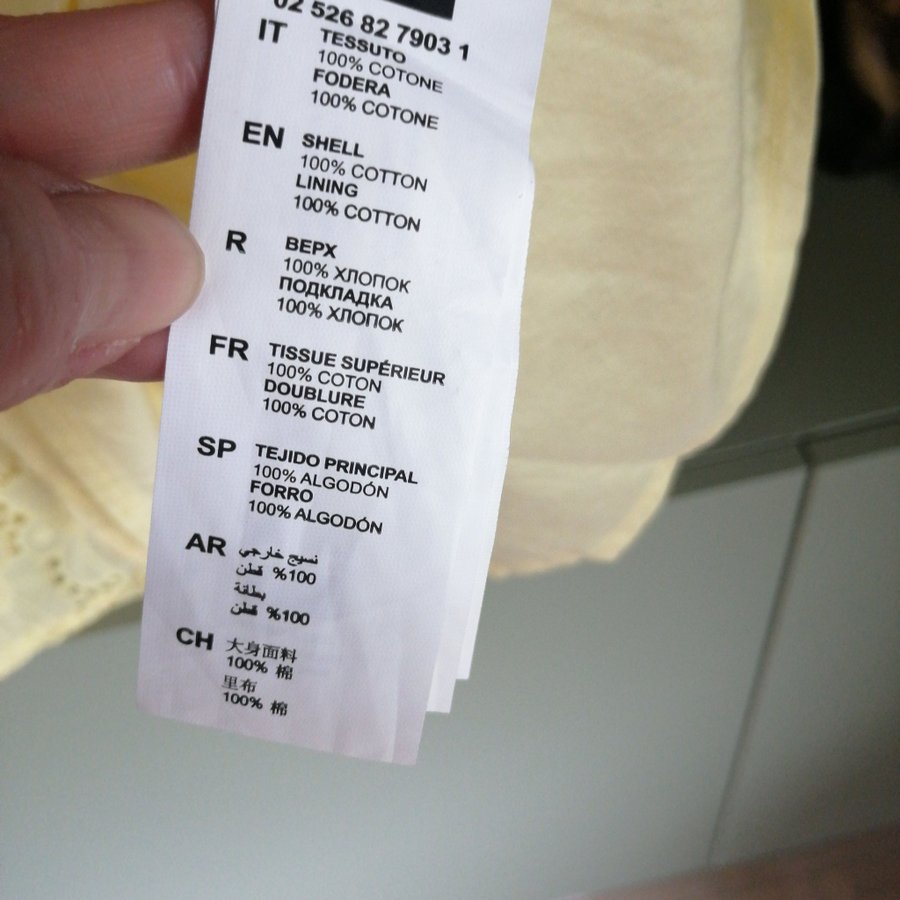 02 526 82 7903 1
IT TESSUTO
100% COTONE
FODERA
100% COTONE
EN SHELL
100% COTTON
LINING
100% COTTON
R ВЕРХ
100% ХЛОПОК
ПОДКЛАДКА
100% ХЛОПОК
FR TISSUE SUPÉRIEUR
100% COTON
DOUBLURE
100% COTON
SP TEJIDO PRINCIPAL
100% ALGODÓN
FORRO
100% ALGODÓN
AR نسيج خارجي
%100 قطن
بطانة
%100 قطن
CH 大身面料
100% 棉
里布
100% 棉